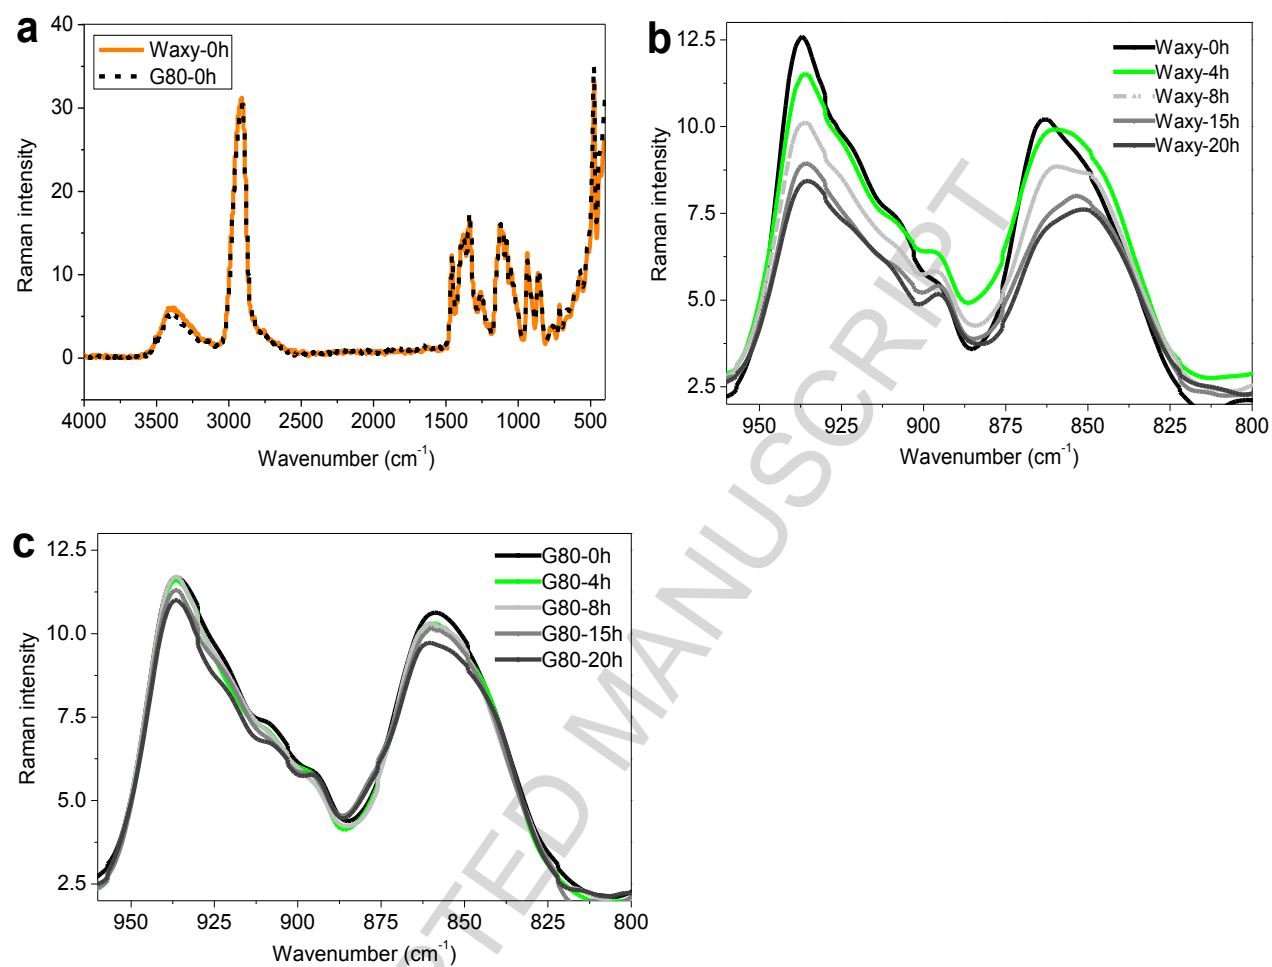 a
40
30
20
10
0
Raman intensity
Waxy-0h
G80-0h
4000 3500 3000 2500 2000 1500 1000 500
Wavenumber (cm-1)
b
12.5
10.0
7.5
5.0
2.5
Raman intensity
Waxy-0h
Waxy-4h
Waxy-8h
Waxy-15h
Waxy-20h
950 925 900 875 850 825 800
Wavenumber (cm-1)
c
12.5
10.0
7.5
5.0
2.5
Raman intensity
G80-0h
G80-4h
G80-8h
G80-15h
G80-20h
950 925 900 875 850 825 800
Wavenumber (cm-1)
PTED MANUSCRIPT